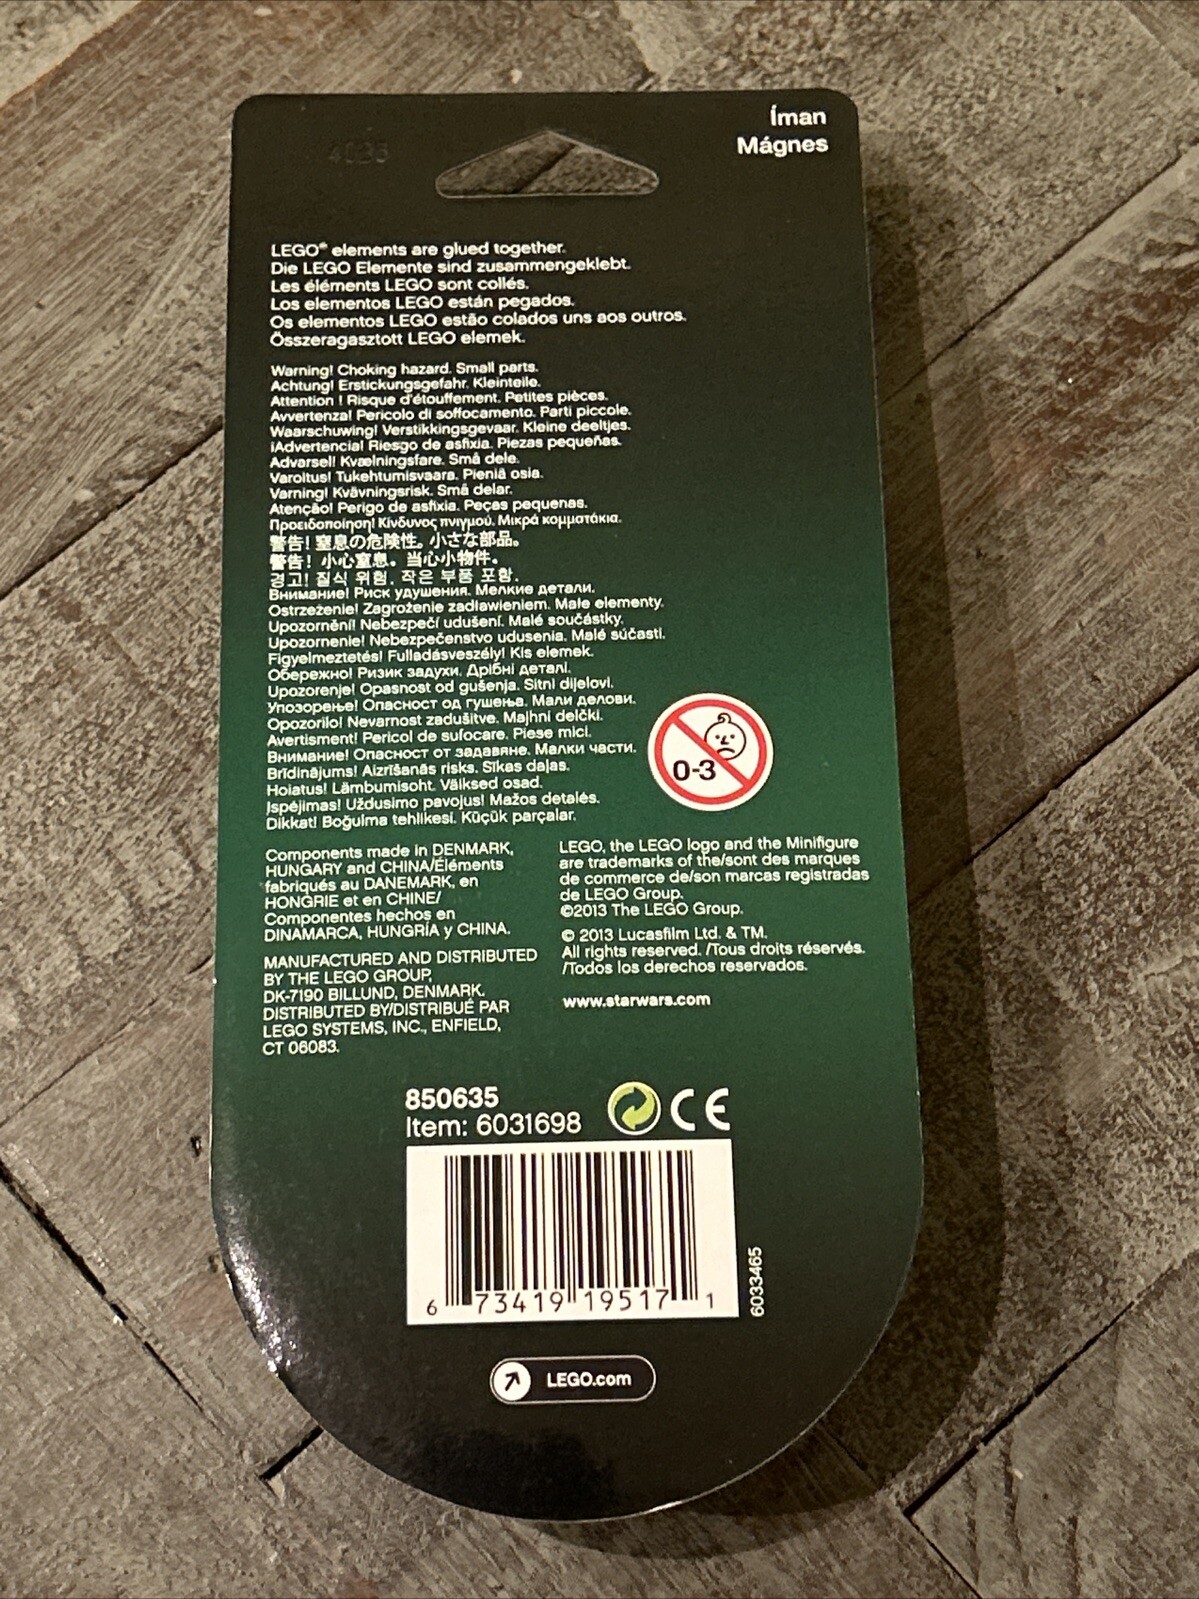 Íman
Mágnes
LEGO® elements are glued together.
Die LEGO Elemente sind zusammengeklebt.
Les éléments LEGO sont collés.
Los elementos LEGO están pegados.
Os elementos LEGO estão colados uns aos outros.
Összeragasztott LEGO elemek.
Warning! Choking hazard. Small parts.
Achtung! Erstickungsgefahr. Kleinteile.
Attention ! Risque d'étouffement. Petites pièces.
Avvertenza! Pericolo di soffocamento. Parti piccole.
Waarschuwing! Verstikkingsgevaar. Kleine deeltjes.
¡Advertencia! Riesgo de asfixia. Piezas pequeñas.
Advarsel! Kvælningsfare. Små dele.
Varoitus! Tukehtumisvaara. Pieniä osia.
Varning! Kvävningsrisk. Små delar.
Atenção! Perigo de asfixia. Peças pequenas.
Προειδοποίηση! Κίνδυνος πνιγμού. Μικρά κομματάκια.
警告! 窒息の危険性。小さな部品。
警告! 小心窒息。当心小物件。
경고! 질식 위험. 작은 부품 포함.
Внимание! Риск удушения. Мелкие детали.
Ostrzeżenie! Zagrożenie zadławieniem. Małe elementy.
Upozornění! Nebezpečí udušení. Malé součástky.
Upozornenie! Nebezpečenstvo udusenia. Malé súčasti.
Figyelmeztetés! Fulladásveszély! Kis elemek.
Обережно! Ризик задухи. Дрібні деталі.
Upozorenje! Opasnost od gušenja. Sitni dijelovi.
Упозорење! Опасност од гушења. Мали делови.
Opozorilo! Nevarnost zadušitve. Majhni delčki.
Avertisment! Pericol de sufocare. Piese mici.
Внимание! Опасност от задавяне. Малки части.
Brīdinājums! Aizrīšanās risks. Sīkas daļas.
Hoiatus! Lämbumisoht. Väiksed osad.
Įspėjimas! Uždusimo pavojus! Mažos detalės.
Dikkat! Boğulma tehlikesi. Küçük parçalar.
0-3
Components made in DENMARK,
HUNGARY and CHINA/Éléments
fabriqués au DANEMARK, en
HONGRIE et en CHINE/
Componentes hechos en
DINAMARCA, HUNGRÍA y CHINA.
MANUFACTURED AND DISTRIBUTED
BY THE LEGO GROUP,
DK-7190 BILLUND, DENMARK.
DISTRIBUTED BY/DISTRIBUÉ PAR
LEGO SYSTEMS, INC., ENFIELD,
CT 06083.
LEGO, the LEGO logo and the Minifigure
are trademarks of the/sont des marques
de commerce de/son marcas registradas
de LEGO Group.
©2013 The LEGO Group.
© 2013 Lucasfilm Ltd. & TM.
All rights reserved. /Tous droits réservés.
/Todos los derechos reservados.
www.starwars.com
850635
Item: 6031698
CE
6 73419 19517 1
6033465
LEGO.com